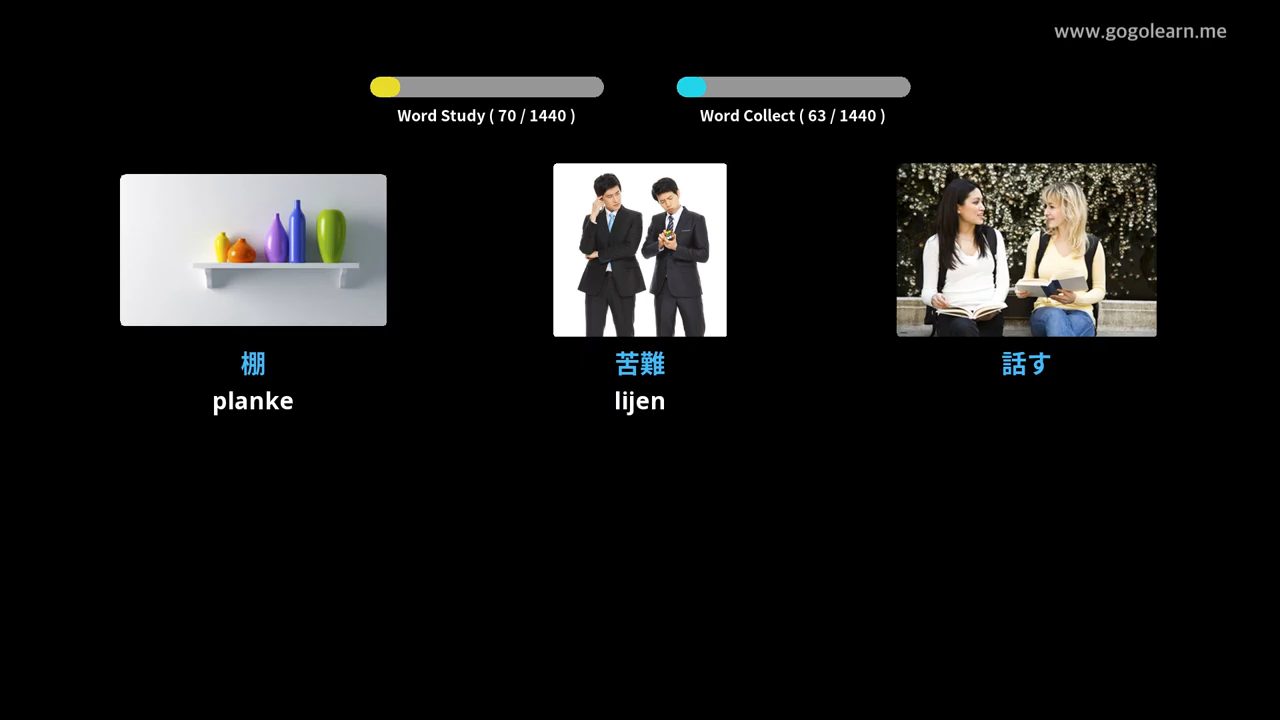 www.gogolearn.me
Word Study ( 70 / 1440 )
Word Collect ( 63 / 1440 )
棚
planke
苦難
lijen
話す